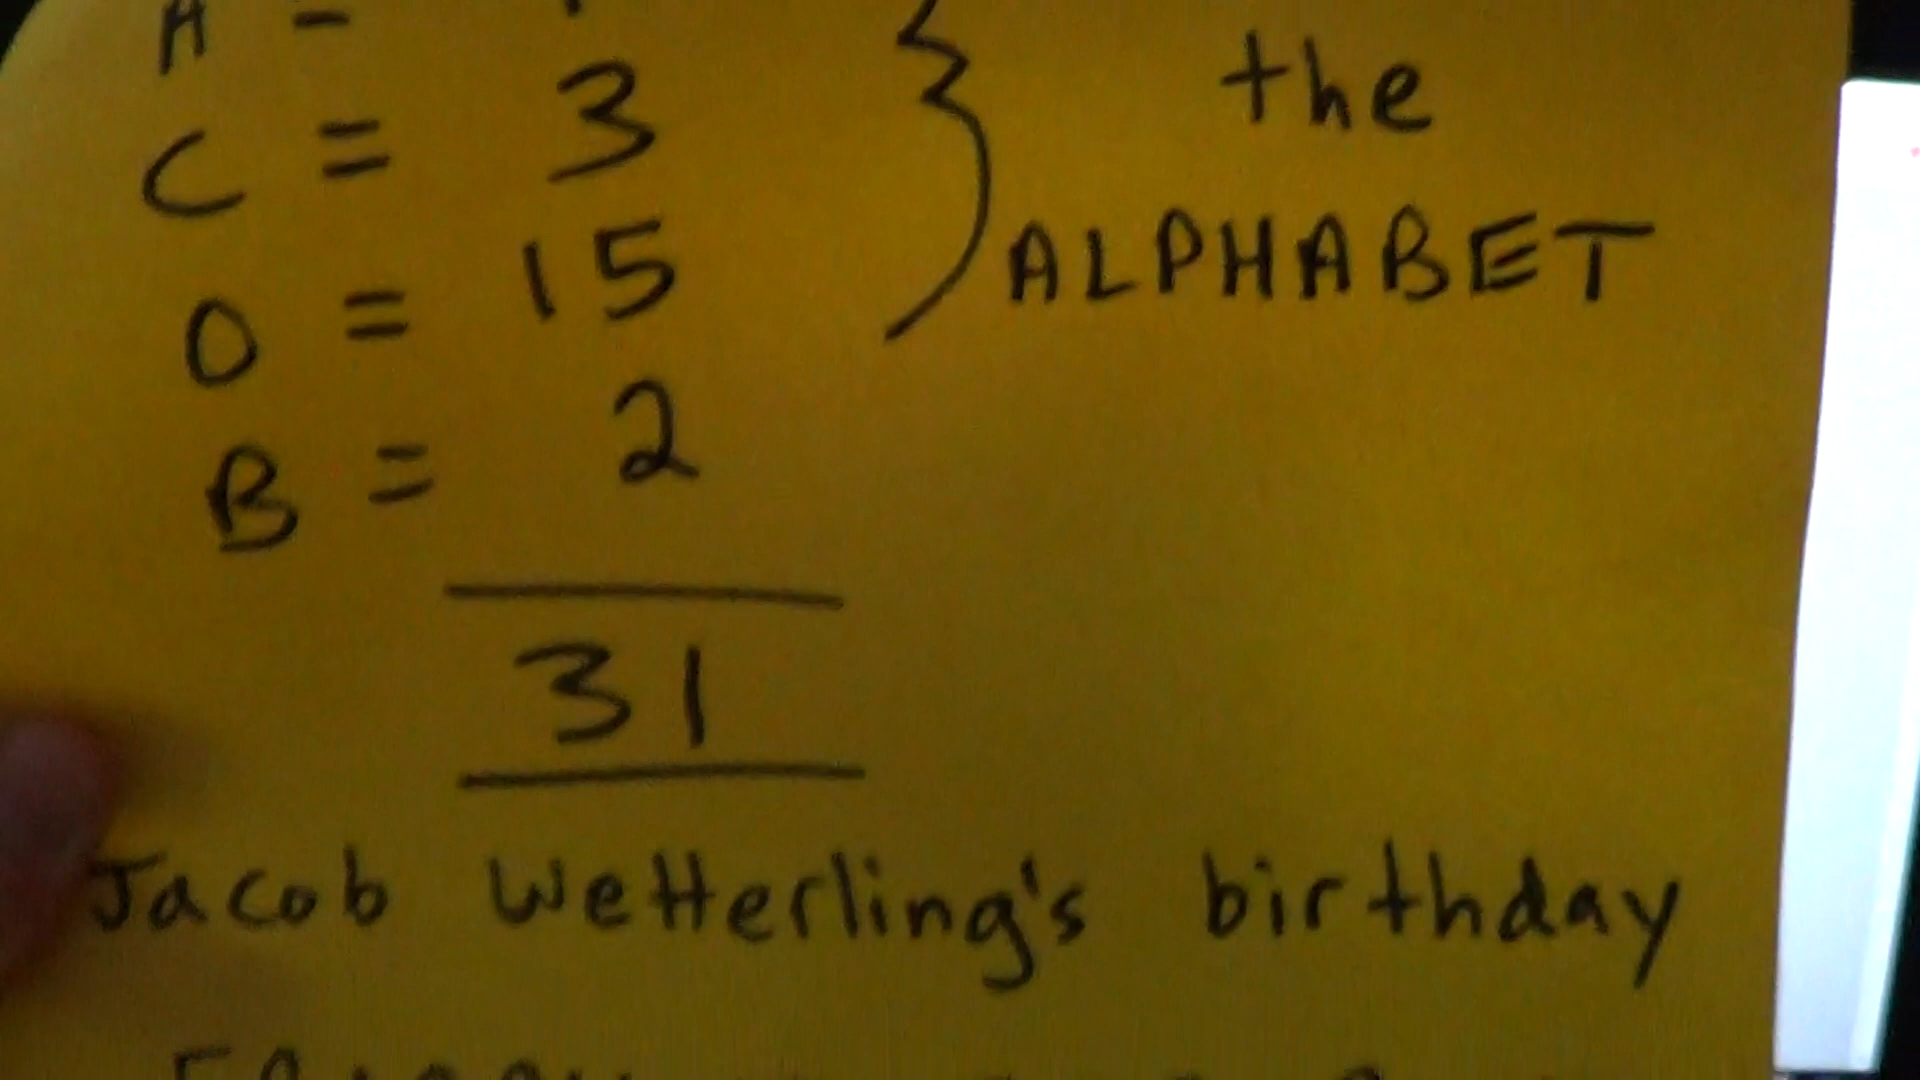 A =
C = 3
O = 15
B = 2
31
the
ALPHABET
Jacob Wetterling's birthday